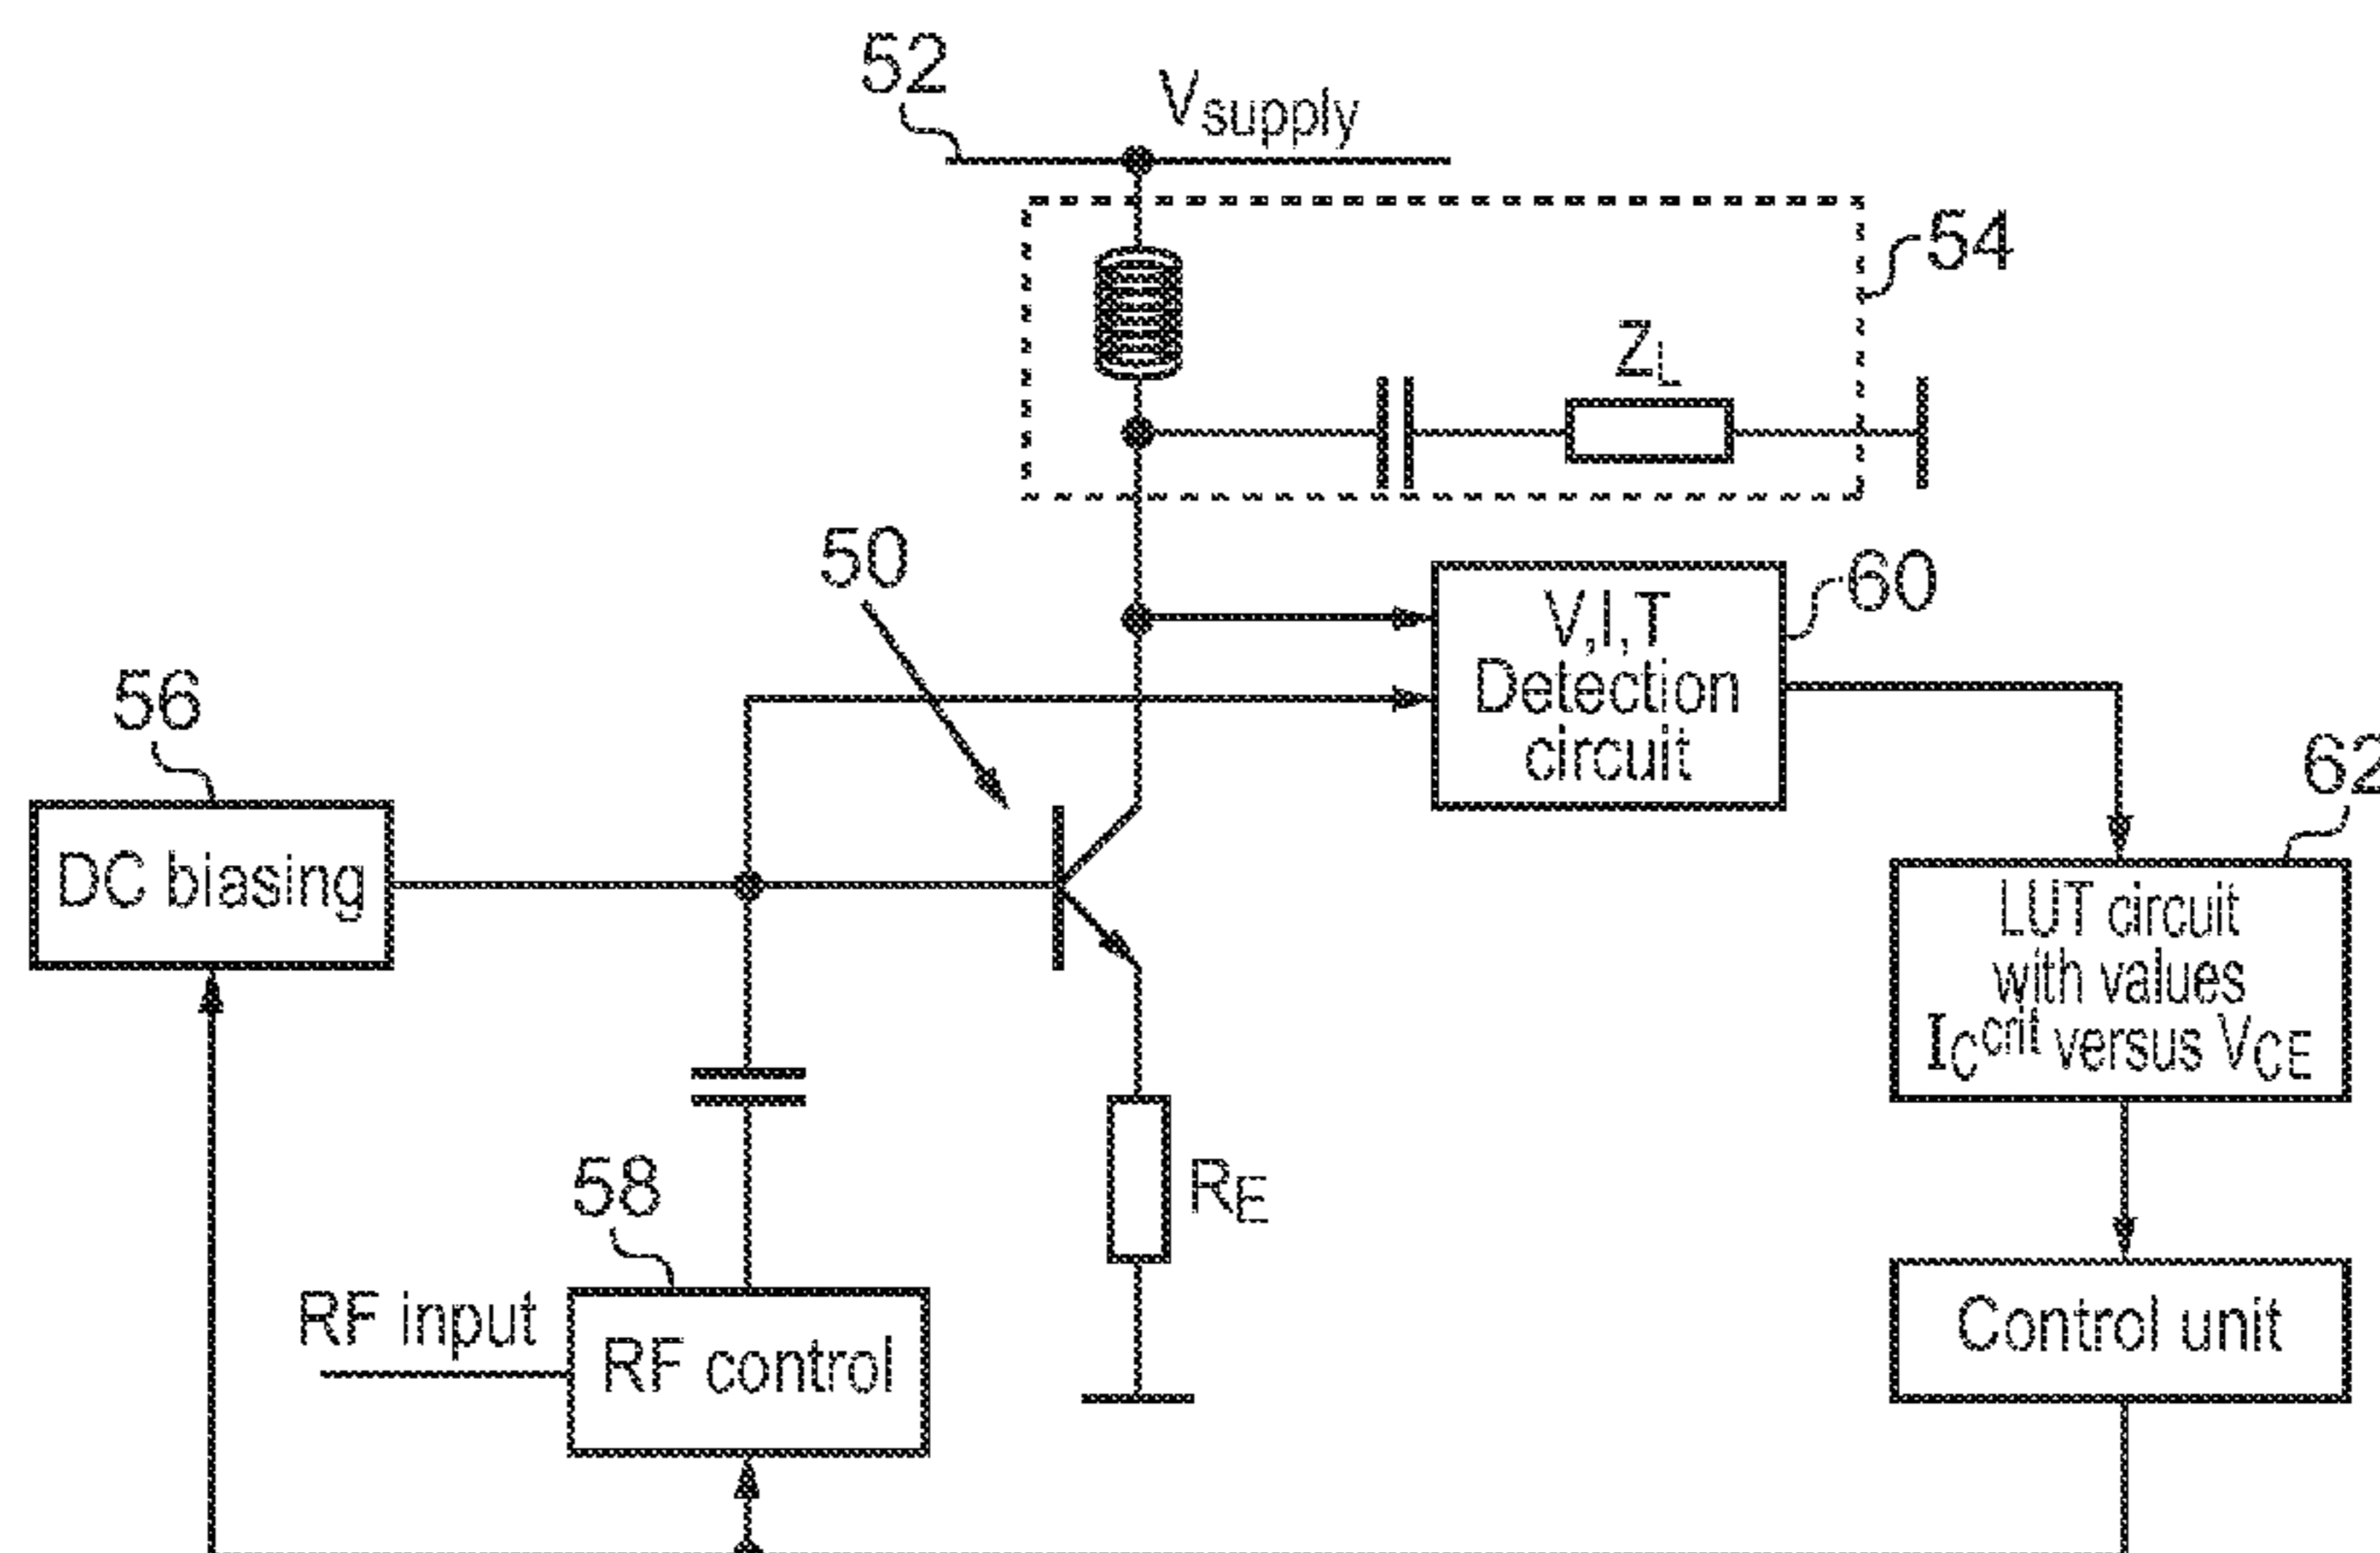 52
Vsupply
54
ZL
50
60
V,I,T
Detection
circuit
56
62
DC biasing
LUT circuit
with values
ICcrit versus VCE
58
RE
RF input
RF control
Control unit